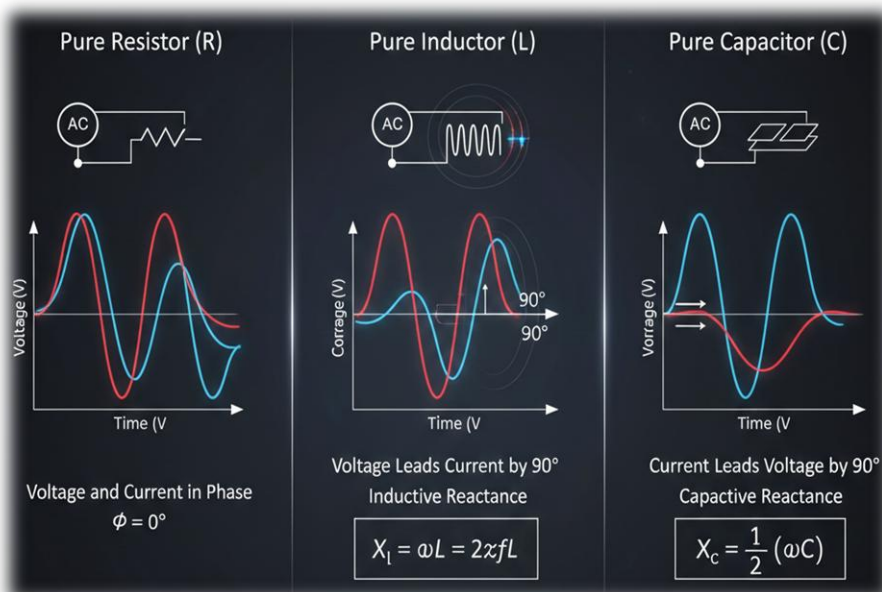 Pure Resistor (R)
AC
Voltage (V)
Time (V
Voltage and Current in Phase
ϕ = 0°
Pure Inductor (L)
AC
Corrage (V)
90°
90°
Time (V
Voltage Leads Current by 90°
Inductive Reactance
X_l = ωL = 2xfL
Pure Capacitor (C)
AC
Vorrage (V)
Time (V
Current Leads Voltage by 90°
Capactive Reactance
X_c = 1/2 (ωC)